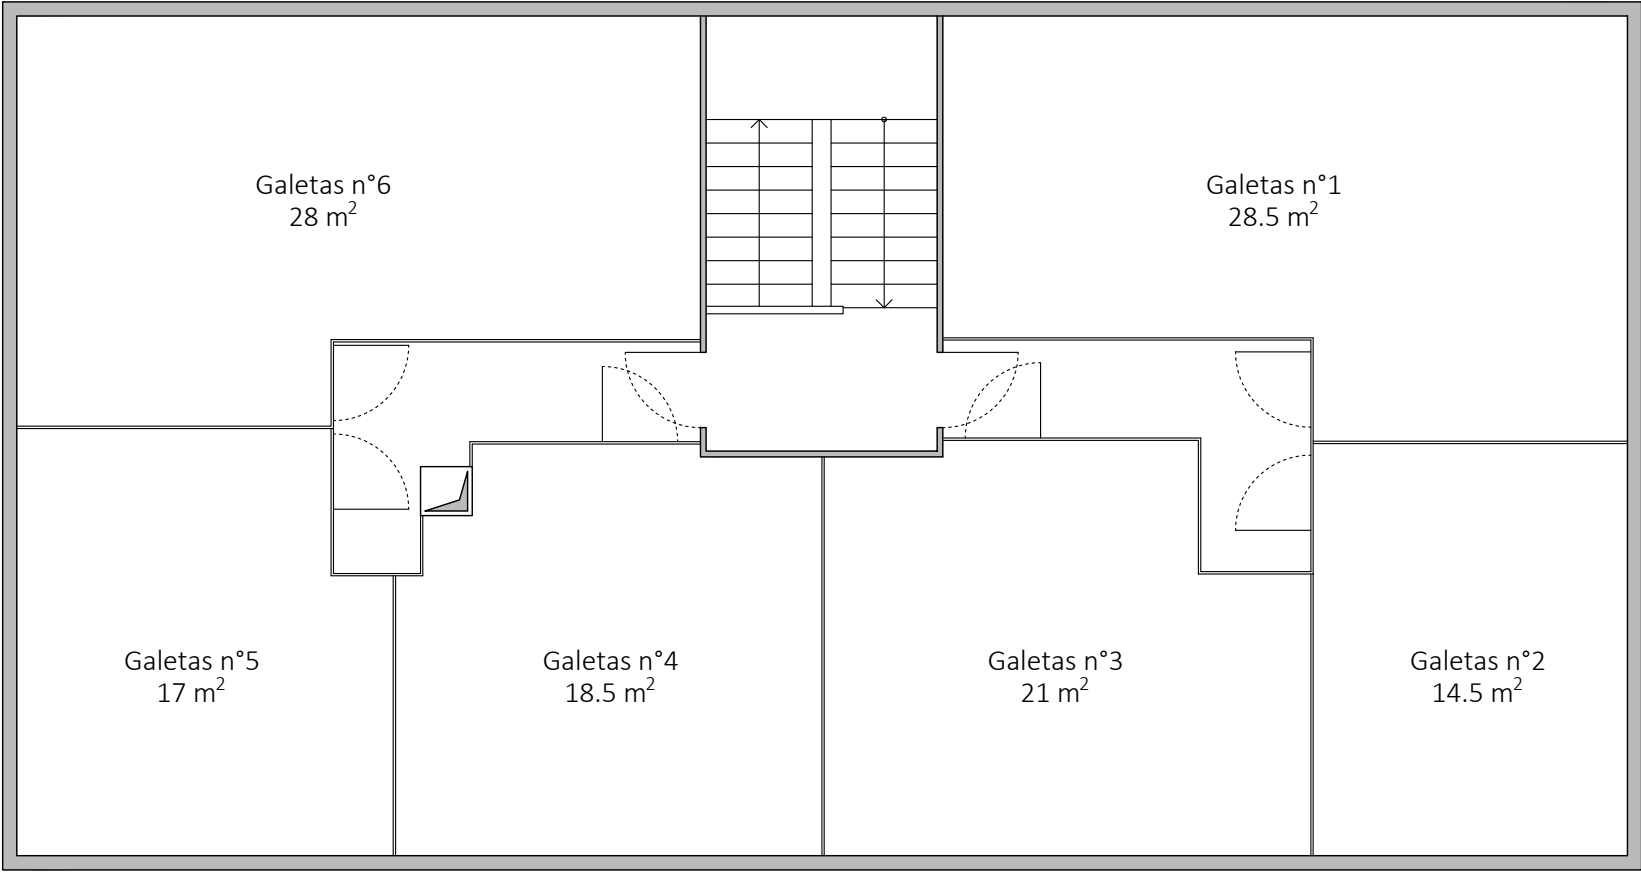 Galetas n°6
28 m²
Galetas n°1
28.5 m²
Galetas n°5
17 m²
Galetas n°4
18.5 m²
Galetas n°3
21 m²
Galetas n°2
14.5 m²